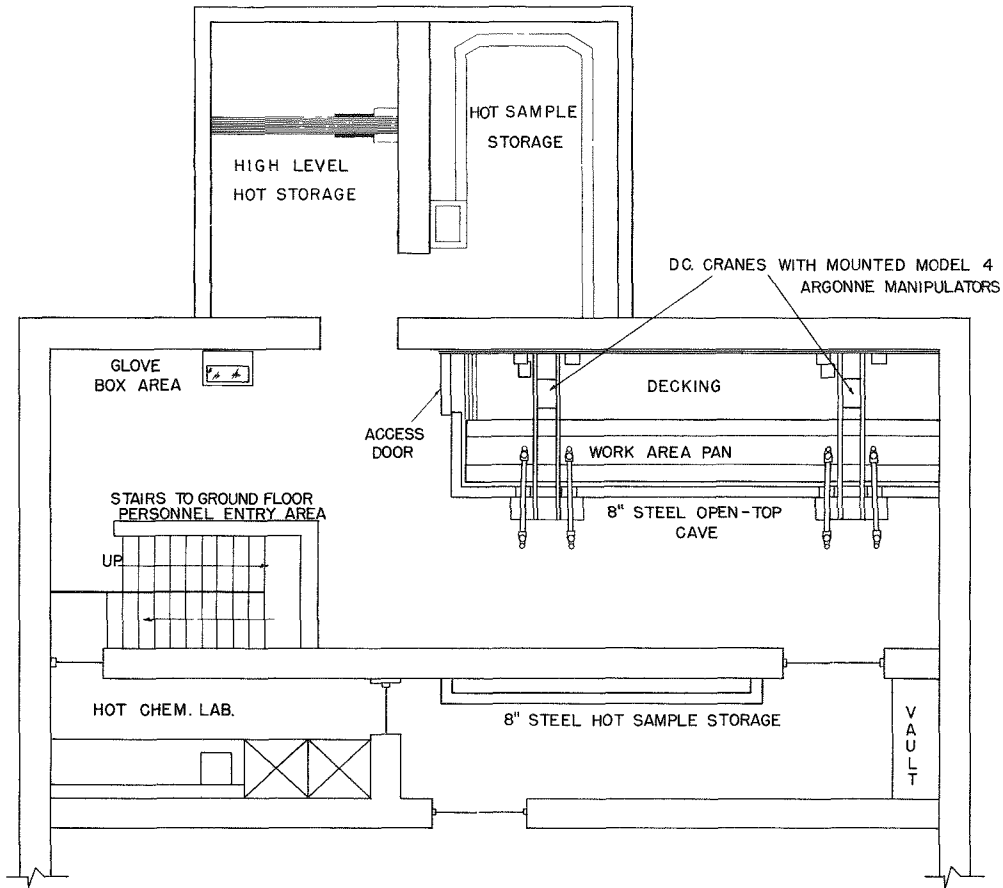 HOT SAMPLE
STORAGE
HIGH LEVEL
HOT STORAGE
D.C. CRANES WITH MOUNTED MODEL 4
ARGONNE MANIPULATORS
GLOVE
BOX AREA
DECKING
ACCESS
DOOR
WORK AREA PAN
STAIRS TO GROUND FLOOR
PERSONNEL ENTRY AREA
8" STEEL OPEN-TOP
CAVE
UP
HOT CHEM. LAB.
8" STEEL HOT SAMPLE STORAGE
VAULT